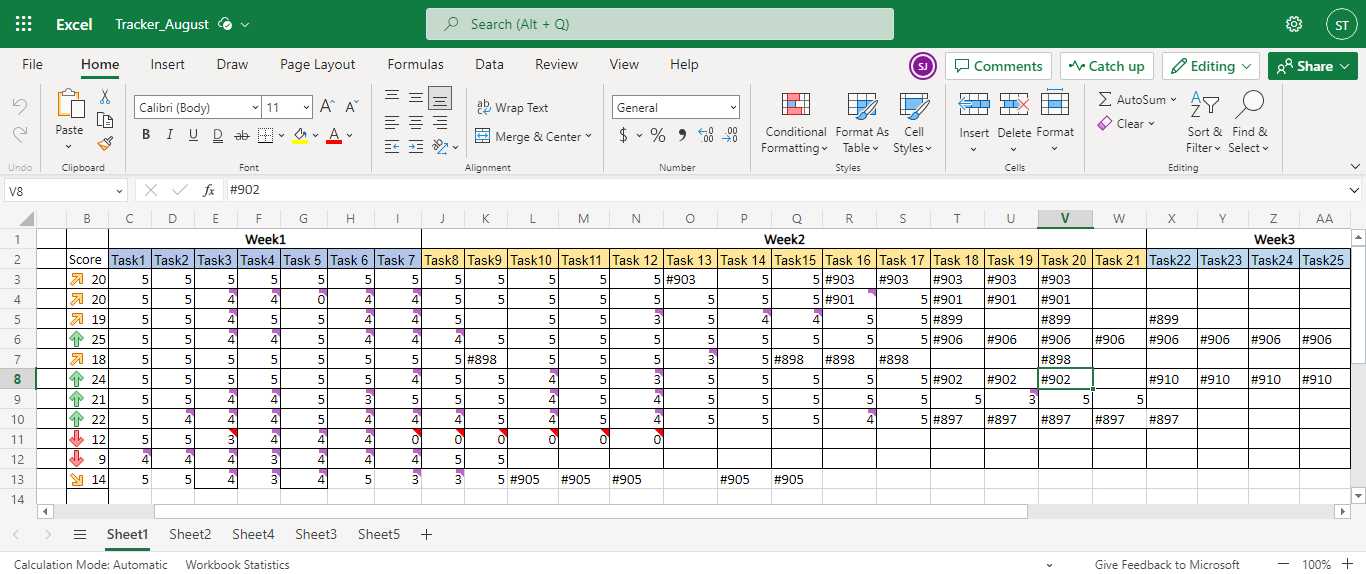 Excel Tracker_August Search (Alt + Q) ST
File Home Insert Draw Page Layout Formulas Data Review View Help SJ Comments Catch up Editing Share
Paste Calibri (Body) 11 A A Wrap Text General Conditional Formatting Format As Table Cell Styles Insert Delete Format AutoSum Clear Sort & Filter Find & Select
B I U D ab A Merge & Center $ % 9 .00 .00
Undo Clipboard Font Alignment Number Styles Cells Editing
V8 fx #902
B C D E F G H I J K L M N O P Q R S T U V W X Y Z AA
1 Week1 Week2 Week3
2 Score Task1 Task2 Task3 Task4 Task 5 Task 6 Task 7 Task8 Task9 Task10 Task11 Task 12 Task 13 Task 14 Task15 Task 16 Task 17 Task 18 Task 19 Task 20 Task 21 Task22 Task23 Task24 Task25
3 20 5 5 5 5 5 5 5 5 5 5 5 5 #903 5 5 #903 #903 #903 #903 #903
4 20 5 5 4 4 0 4 4 5 5 5 5 5 5 5 5 #901 5 #901 #901 #901
5 19 5 5 4 5 5 4 4 5 5 5 3 5 4 4 5 5 #899 #899 #899
6 25 5 5 4 4 5 4 4 4 5 5 5 5 5 5 5 5 5 #906 #906 #906 #906 #906 #906 #906 #906
7 18 5 5 5 5 5 5 5 5 #898 5 5 5 3 5 #898 #898 #898 #898
8 24 5 5 5 5 5 5 4 5 5 4 5 3 5 5 5 5 5 #902 #902 #902 #910 #910 #910 #910
9 21 5 5 4 4 5 3 5 5 5 4 5 4 5 5 5 5 5 5 3 5 5
10 22 5 4 4 4 5 4 4 4 5 4 5 4 5 5 5 4 5 #897 #897 #897 #897 #897
11 12 5 5 3 4 4 4 0 0 0 0 0 0
12 9 4 4 4 3 4 4 4 5 5
13 14 5 5 4 3 4 5 3 3 5 #905 #905 #905 #905 #905
14
Sheet1 Sheet2 Sheet4 Sheet3 Sheet5
Calculation Mode: Automatic Workbook Statistics Give Feedback to Microsoft 100%